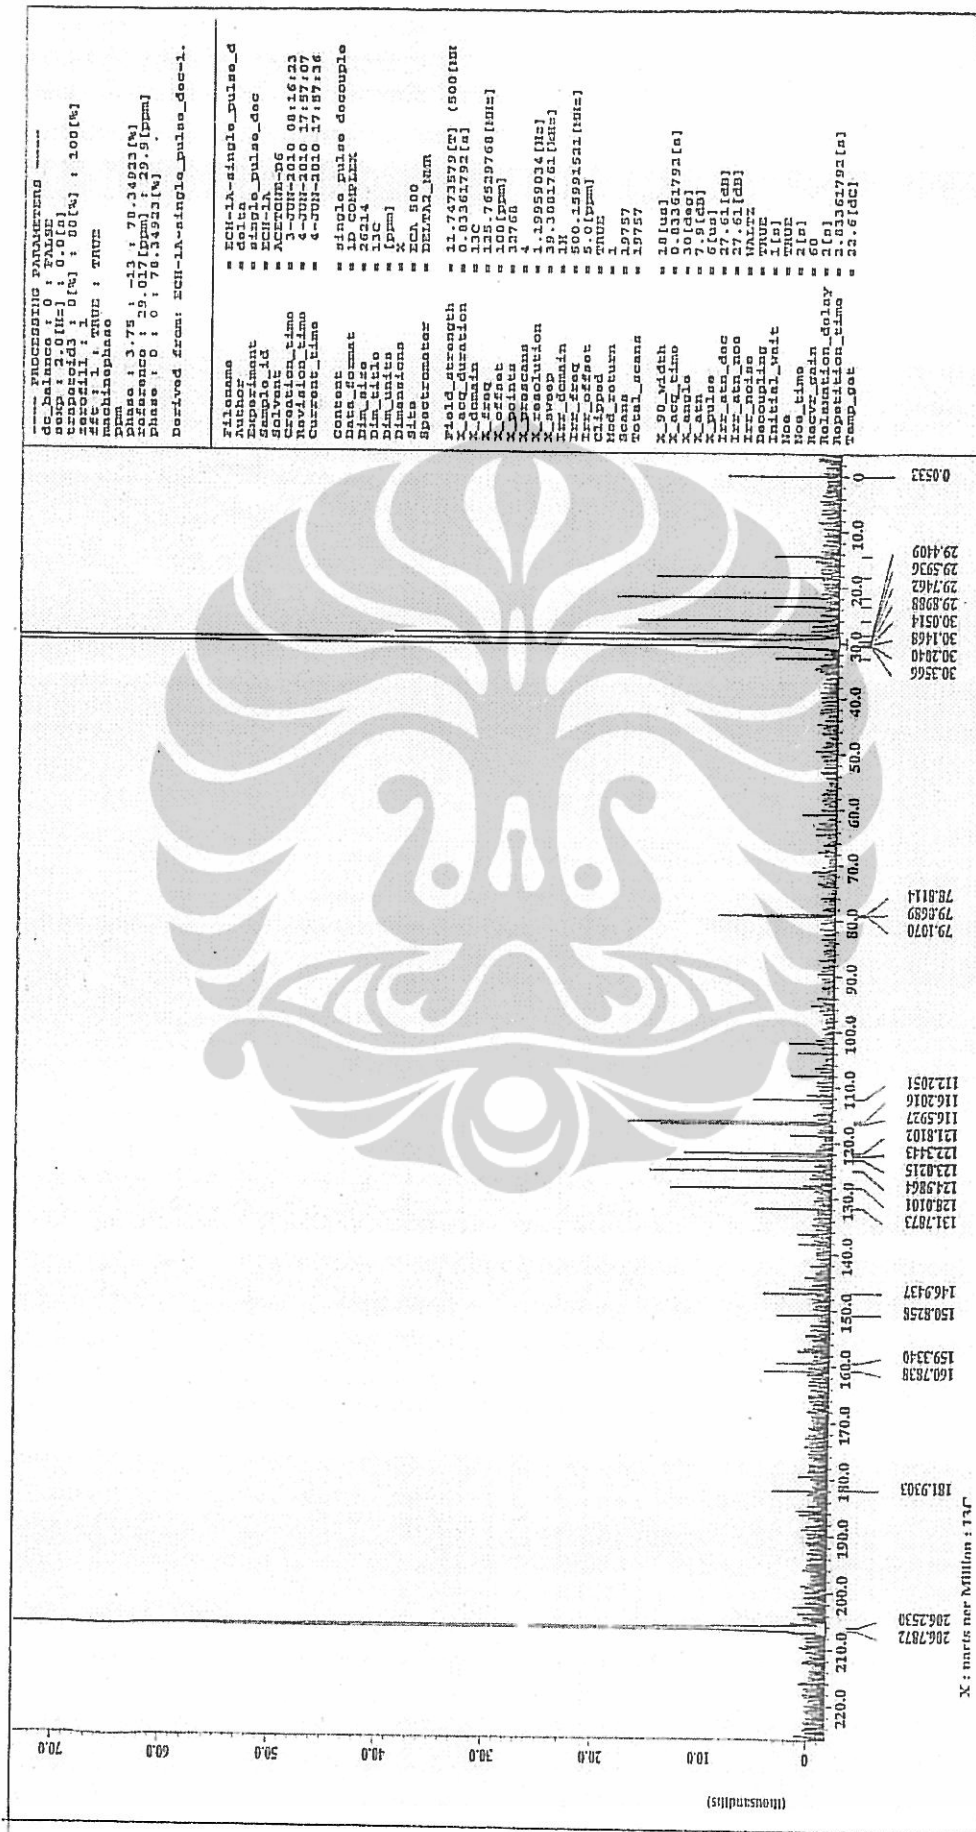 ---- PROCESSING PARAMETERS ----
dc_balance : 0 : FALSE
sexp : 2.0[Hz] : 0.0[s]
trapezoid3 : 0[%] : 80[%] : 100[%]
zerofill : 1
fft : 1 : TRUE : TRUE
machinephase
ppm
phase : 3.75 : -13 : 78.34923[%]
reference : 29.017[ppm] : 29.9[ppm]
phase : 0 : 0 : 78.34923[%]
Derived from: ECH-1A-single_pulse_dec-1.
Filename = ECH-1A-single_pulse_d
Author = delta
Experiment = single_pulse_dec
Sample_id = ECH-1A
Solvent = ACETONE-D6
Creation_time = 3-JUN-2010 08:16:23
Revision_time = 4-JUN-2010 17:57:07
Current_time = 4-JUN-2010 17:57:36
Content = single pulse decouple
Data_format = 1D COMPLEX
Dim_size = 26214
Dim_title = 13C
Dim_units = [ppm]
Dimensions = X
Site = ECA 500
Spectrometer = DELTA2_NMR
Field_strength = 11.7473579[T] (500[MH
X_acq_duration = 0.83361792[s]
X_domain = 13C
X_freq = 125.76529768[MHz]
X_offset = 100[ppm]
X_points = 32768
X_prescans = 4
X_resolution = 1.19959034[Hz]
X_sweep = 39.3081761[kHz]
Irr_domain = 1H
Irr_freq = 500.15991521[MHz]
Irr_offset = 5.0[ppm]
Clipped = TRUE
Mod_return = 1
Scans = 19757
Total_scans = 19757
X_90_width = 18[us]
X_acq_time = 0.83361792[s]
X_angle = 30[deg]
X_atn = 7.9[dB]
X_pulse = 6[us]
Irr_atn_dec = 27.61[dB]
Irr_atn_noe = 27.61[dB]
Irr_noise = WALTZ
Decoupling = TRUE
Initial_wait = 1[s]
Noe = TRUE
Noe_time = 2[s]
Recvr_gain = 60
Relaxation_delay = 2[s]
Repetition_time = 2.83361792[s]
Temp_get = 22.6[dC]
(thousandths)
0 10.0 20.0 30.0 40.0 50.0 60.0 70.0
220.0 210.0 200.0 190.0 180.0 170.0 160.0 150.0 140.0 130.0 120.0 110.0 100.0 90.0 80.0 70.0 60.0 50.0 40.0 30.0 20.0 10.0 0
206.7872
206.2530
181.9303
160.7838
159.3340
150.8258
146.9437
131.7873
128.0101
124.9864
123.0215
122.3443
121.8102
116.5927
116.2016
112.2051
79.1070
79.0689
78.8114
30.3566
30.2040
30.1468
30.0514
29.8988
29.7462
29.5936
29.4409
0.0533
X : parts per Million : 13C